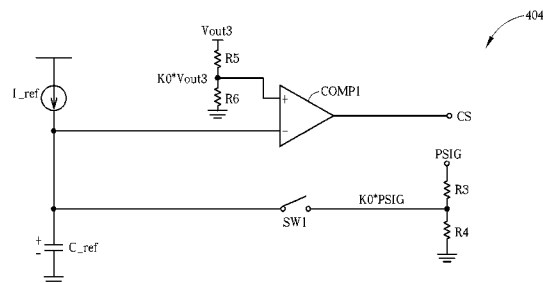 404
Vout3
R5
K0*Vout3
R6
COMP1
I_ref
+
-
CS
PSIG
R3
K0*PSIG
SW1
R4
+
-
C_ref